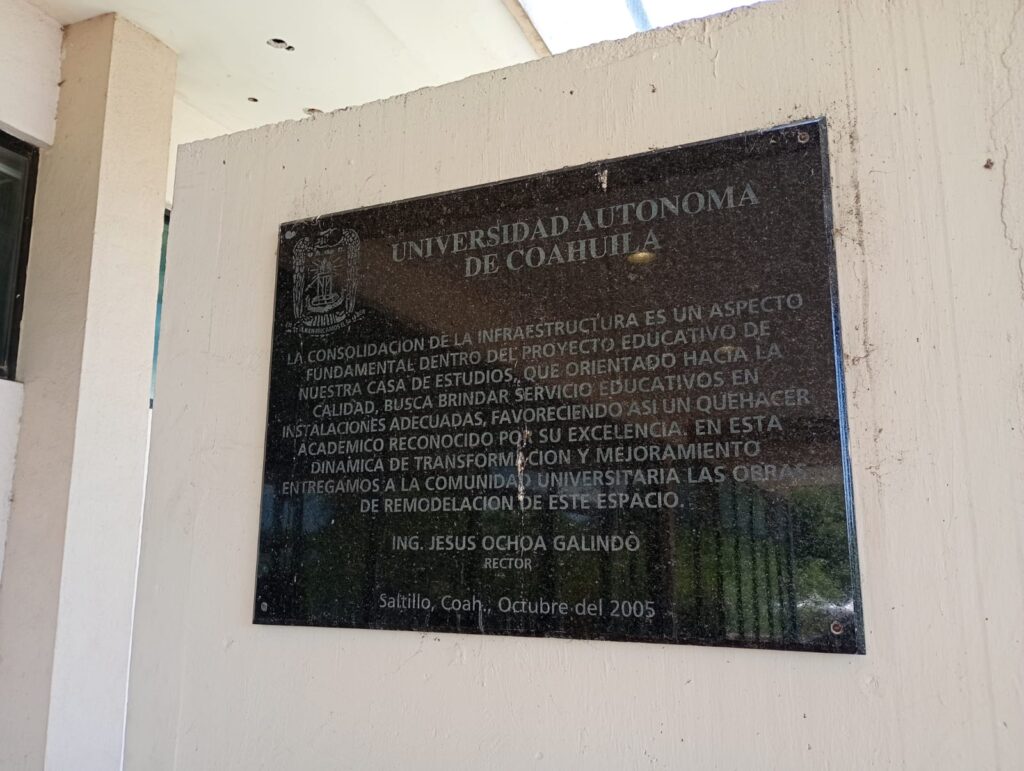 UNIVERSIDAD AUTONOMA
DE COAHUILA
LA CONSOLIDACION DE LA INFRAESTRUCTURA ES UN ASPECTO
FUNDAMENTAL DENTRO DEL PROYECTO EDUCATIVO DE
NUESTRA CASA DE ESTUDIOS, QUE ORIENTADO HACIA LA
CALIDAD, BUSCA BRINDAR SERVICIO EDUCATIVOS EN
INSTALACIONES ADECUADAS, FAVORECIENDO ASI UN QUEHACER
ACADEMICO RECONOCIDO POR SU EXCELENCIA. EN ESTA
DINAMICA DE TRANSFORMACION Y MEJORAMIENTO
ENTREGAMOS A LA COMUNIDAD UNIVERSITARIA LAS OBRAS
DE REMODELACION DE ESTE ESPACIO.
ING. JESUS OCHOA GALINDO
RECTOR
Saltillo, Coah., Octubre del 2005